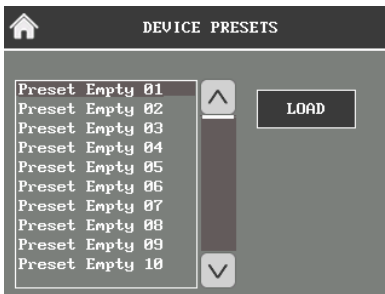 DEVICE PRESETS
Preset Empty 01
Preset Empty 02
Preset Empty 03
Preset Empty 04
Preset Empty 05
Preset Empty 06
Preset Empty 07
Preset Empty 08
Preset Empty 09
Preset Empty 10
LOAD